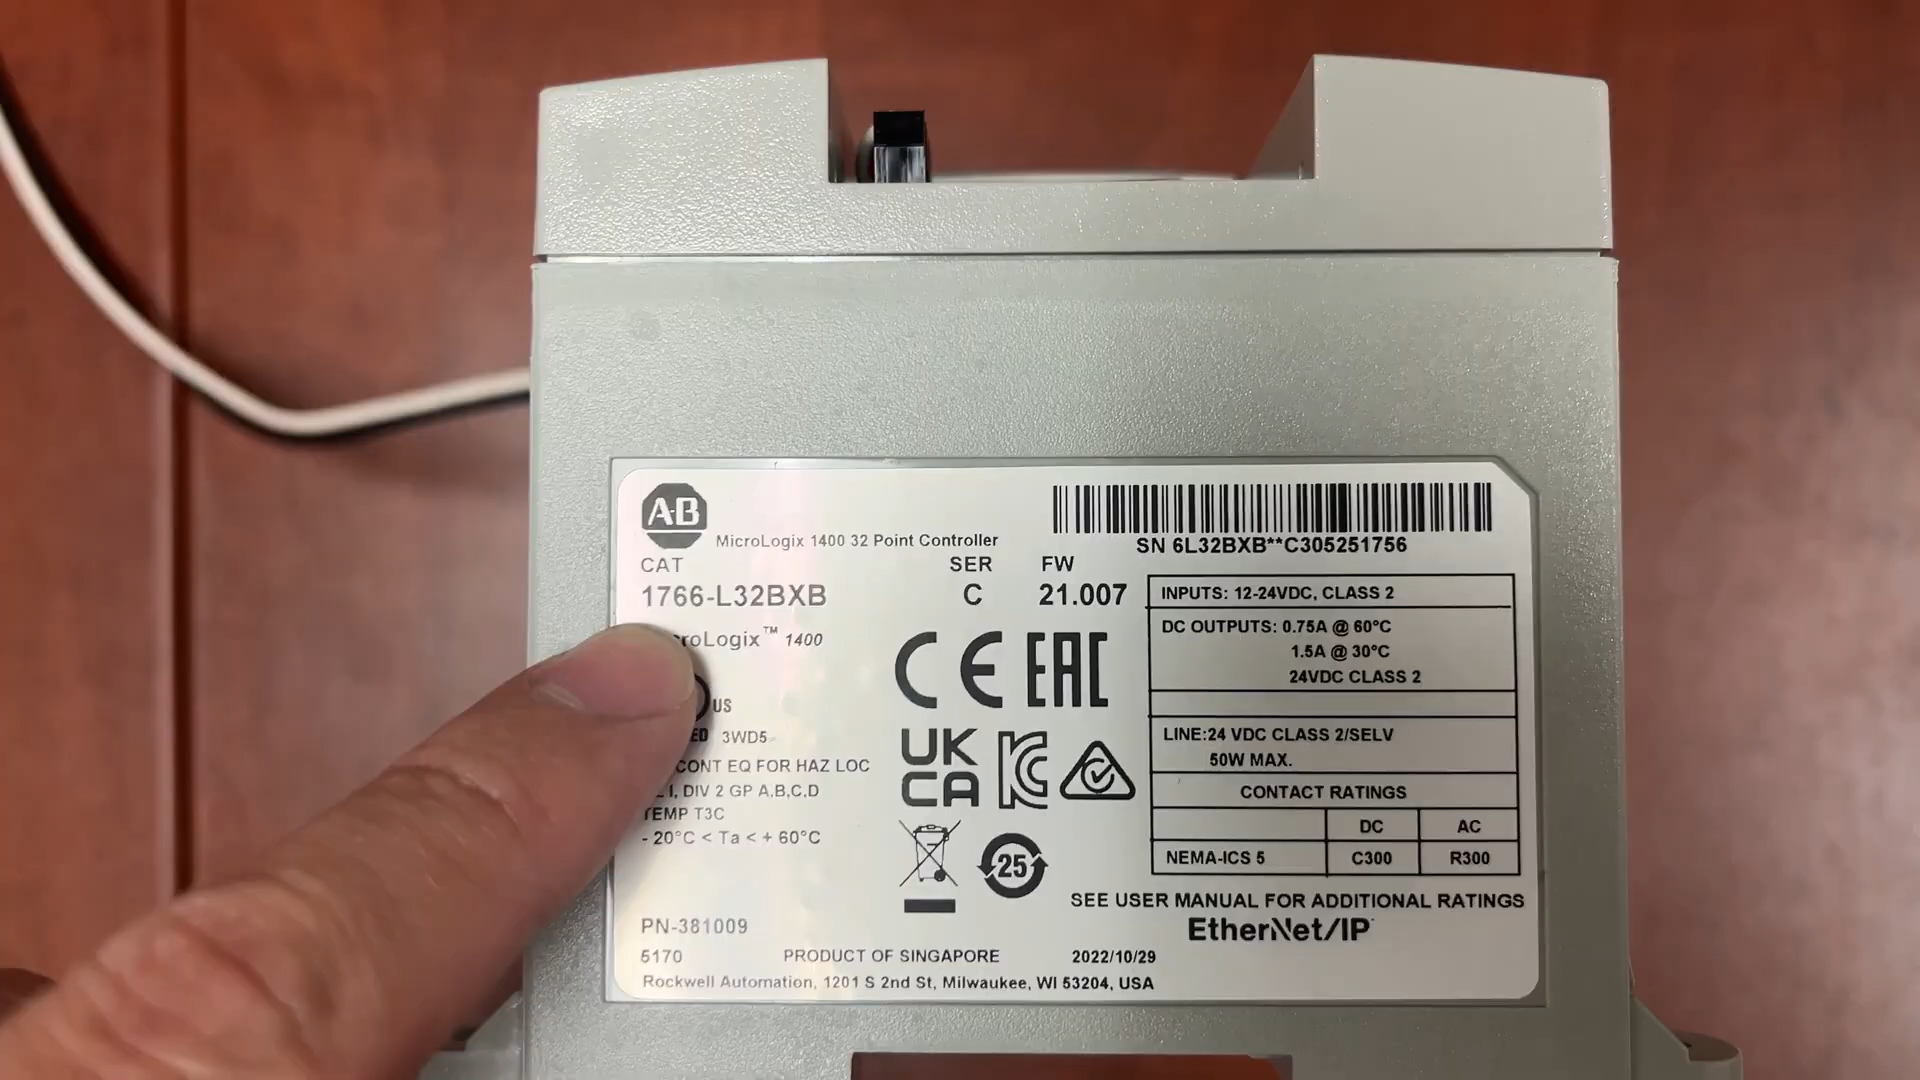 AB
MicroLogix 1400 32 Point Controller
SN 6L32BXB**C305251756
CAT SER FW
1766-L32BXB C 21.007
roLogix™ 1400
US
3WD5
CONT EQ FOR HAZ LOC
I, DIV 2 GP A,B,C,D
TEMP T3C
- 20°C < Ta < + 60°C
CE EAC
UK
CA
25
INPUTS: 12-24VDC, CLASS 2
DC OUTPUTS: 0.75A @ 60°C
1.5A @ 30°C
24VDC CLASS 2
LINE:24 VDC CLASS 2/SELV
50W MAX.
CONTACT RATINGS
DC AC
NEMA-ICS 5 C300 R300
SEE USER MANUAL FOR ADDITIONAL RATINGS
EtherNet/IP
PN-381009
5170 PRODUCT OF SINGAPORE 2022/10/29
Rockwell Automation, 1201 S 2nd St, Milwaukee, WI 53204, USA